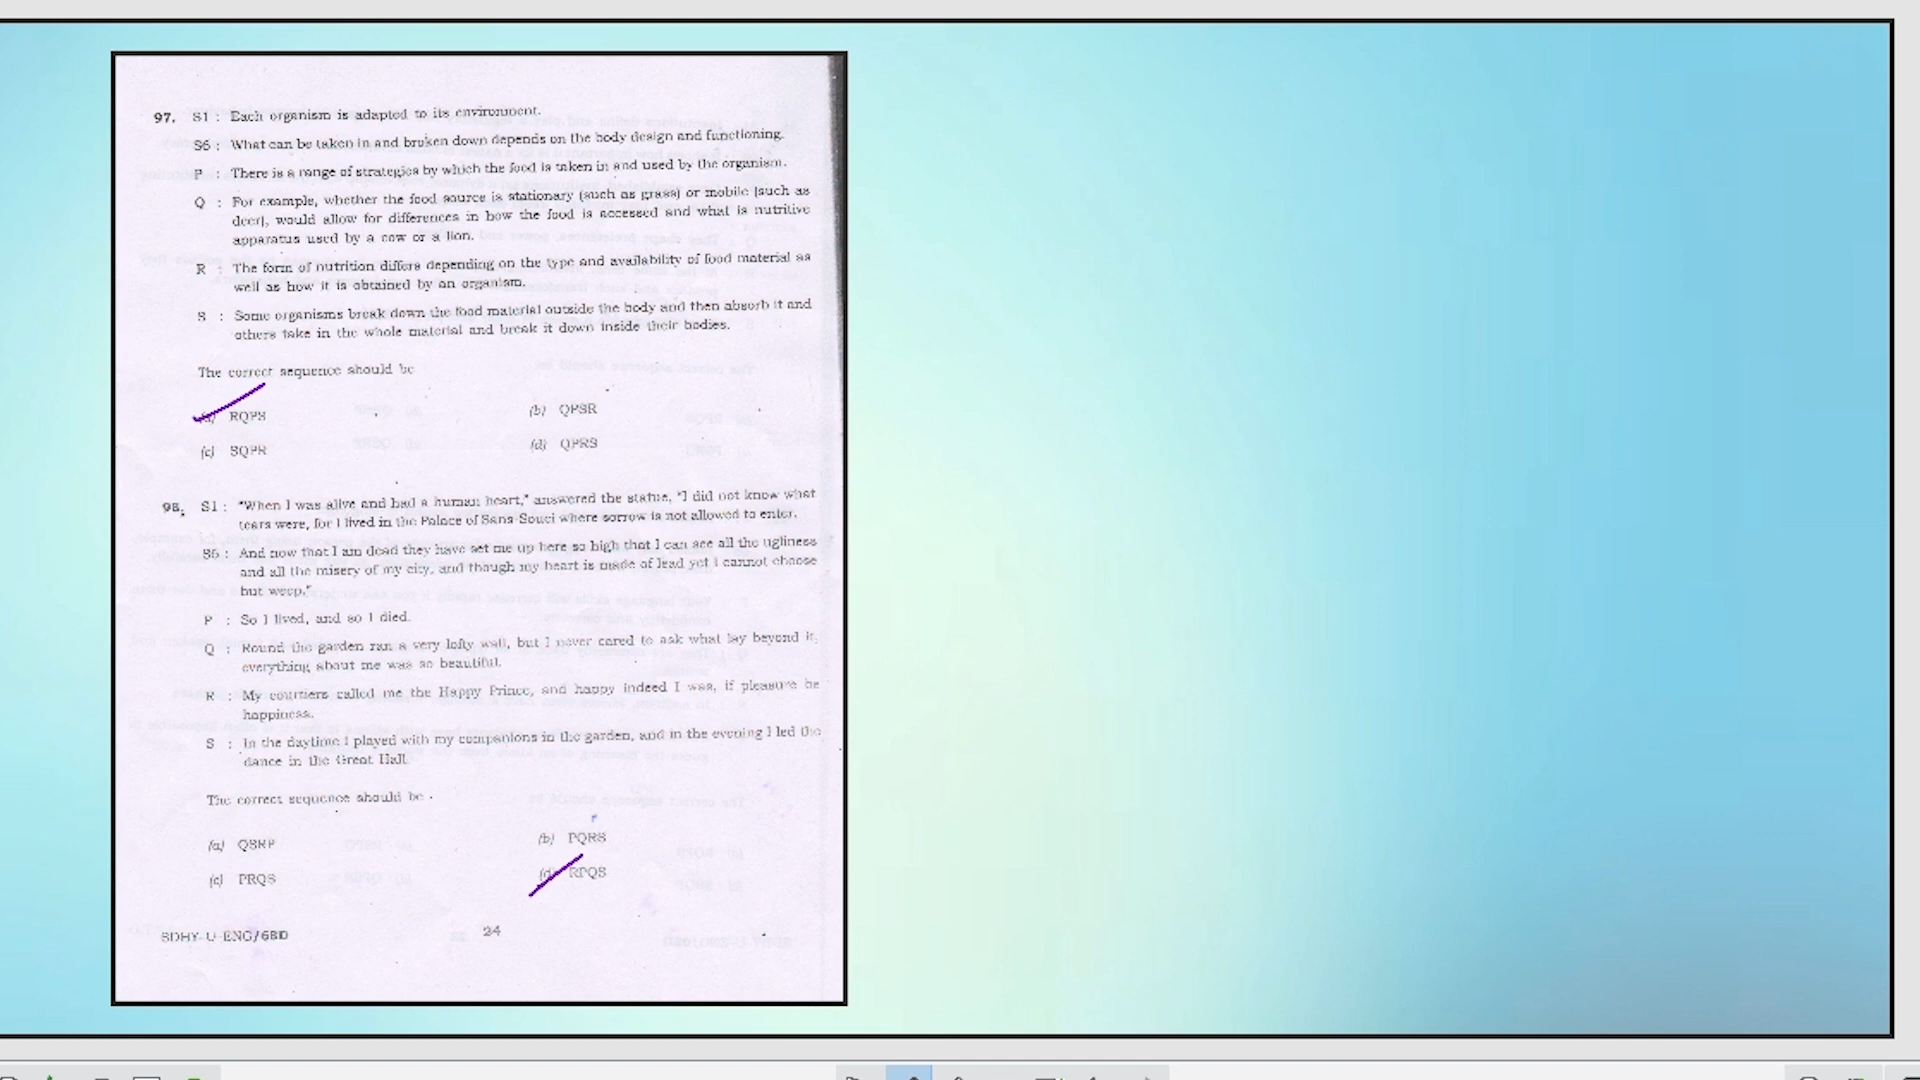 97. S1 : Each organism is adapted to its environment.
S6 : What can be taken in and broken down depends on the body design and functioning.
P : There is a range of strategies by which the food is taken in and used by the organism.
Q : For example, whether the food source is stationary (such as grass) or mobile (such as
deer), would allow for differences in how the food is accessed and what is nutritive
apparatus used by a cow or a lion.
R : The form of nutrition differs depending on the type and availability of food material as
well as how it is obtained by an organism.
S : Some organisms break down the food material outside the body and then absorb it and
others take in the whole material and break it down inside their bodies.
The correct sequence should be
(a) RQPS
(b) QPSR
(c) SQPR
(d) QPRS
98. S1 : "When I was alive and had a human heart," answered the statue, "I did not know what
tears were, for I lived in the Palace of Sans-Souci where sorrow is not allowed to enter.
S6 : And now that I am dead they have set me up here so high that I can see all the ugliness
and all the misery of my city, and though my heart is made of lead yet I cannot choose
but weep."
P : So I lived, and so I died.
Q : Round the garden ran a very lofty wall, but I never cared to ask what lay beyond it,
everything about me was so beautiful.
R : My courtiers called me the Happy Prince, and happy indeed I was, if pleasure be
happiness.
S : In the daytime I played with my companions in the garden, and in the evening I led the
dance in the Great Hall.
The correct sequence should be
(a) QSRP
(b) PQRS
(c) PRQS
(d) RPQS
SDHY-U-ENG/6BD
24